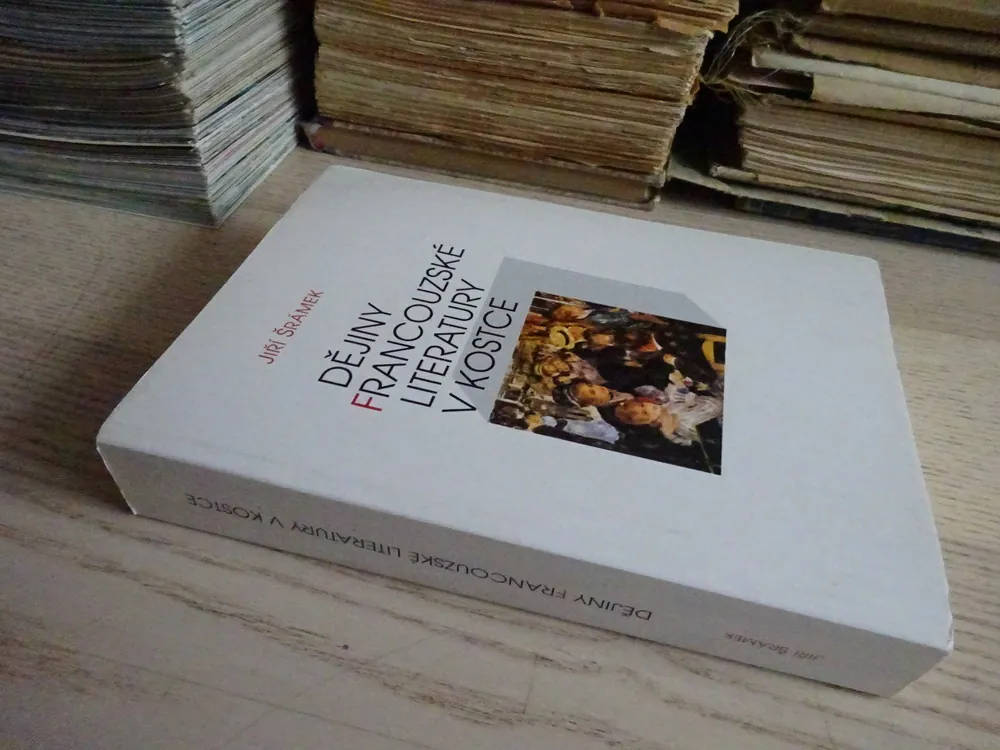 JIŘÍ ŠRÁMEK
DĚJINY
FRANCOUZSKÉ
LITERATURY
V KOSTCE
JIŘÍ ŠRÁMEK
DĚJINY FRANCOUZSKÉ LITERATURY V KOSTCE